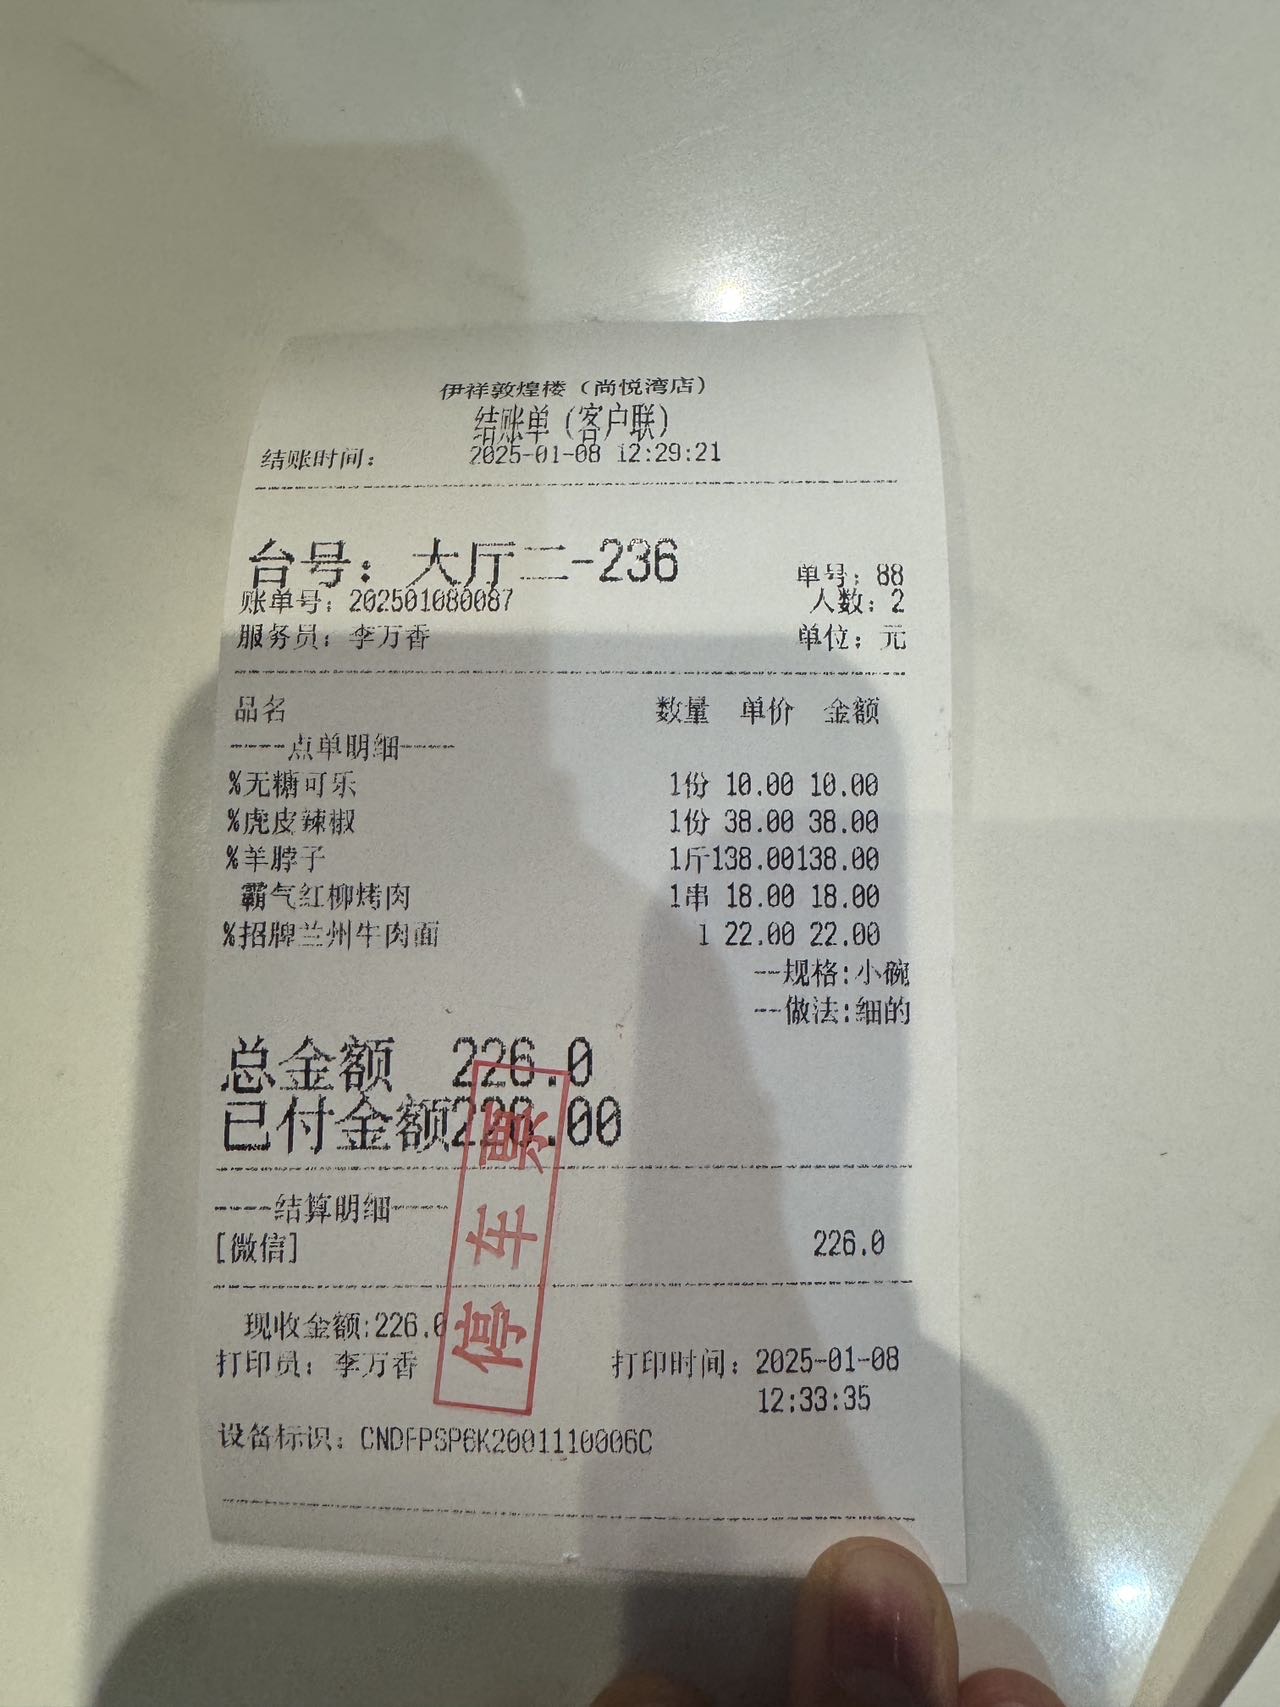 伊祥敦煌楼（尚悦湾店）
结账单（客户联）
结账时间： 2025-01-08 12:29:21
台号：大厅二-236 单号：88
账单号：202501080087 人数：2
服务员：李万香 单位：元
品名 数量 单价 金额
----点单明细----
%无糖可乐 1份 10.00 10.00
%虎皮辣椒 1份 38.00 38.00
%羊脖子 1斤138.00138.00
霸气红柳烤肉 1串 18.00 18.00
%招牌兰州牛肉面 1 22.00 22.00
--规格:小碗
--做法:细的
总金额 226.0
已付金额226.00
----结算明细----
[微信] 226.0
现收金额:226.0
打印员：李万香 打印时间：2025-01-08
12:33:35
设备标识：CNDFPSP6K2001110006C
停车票